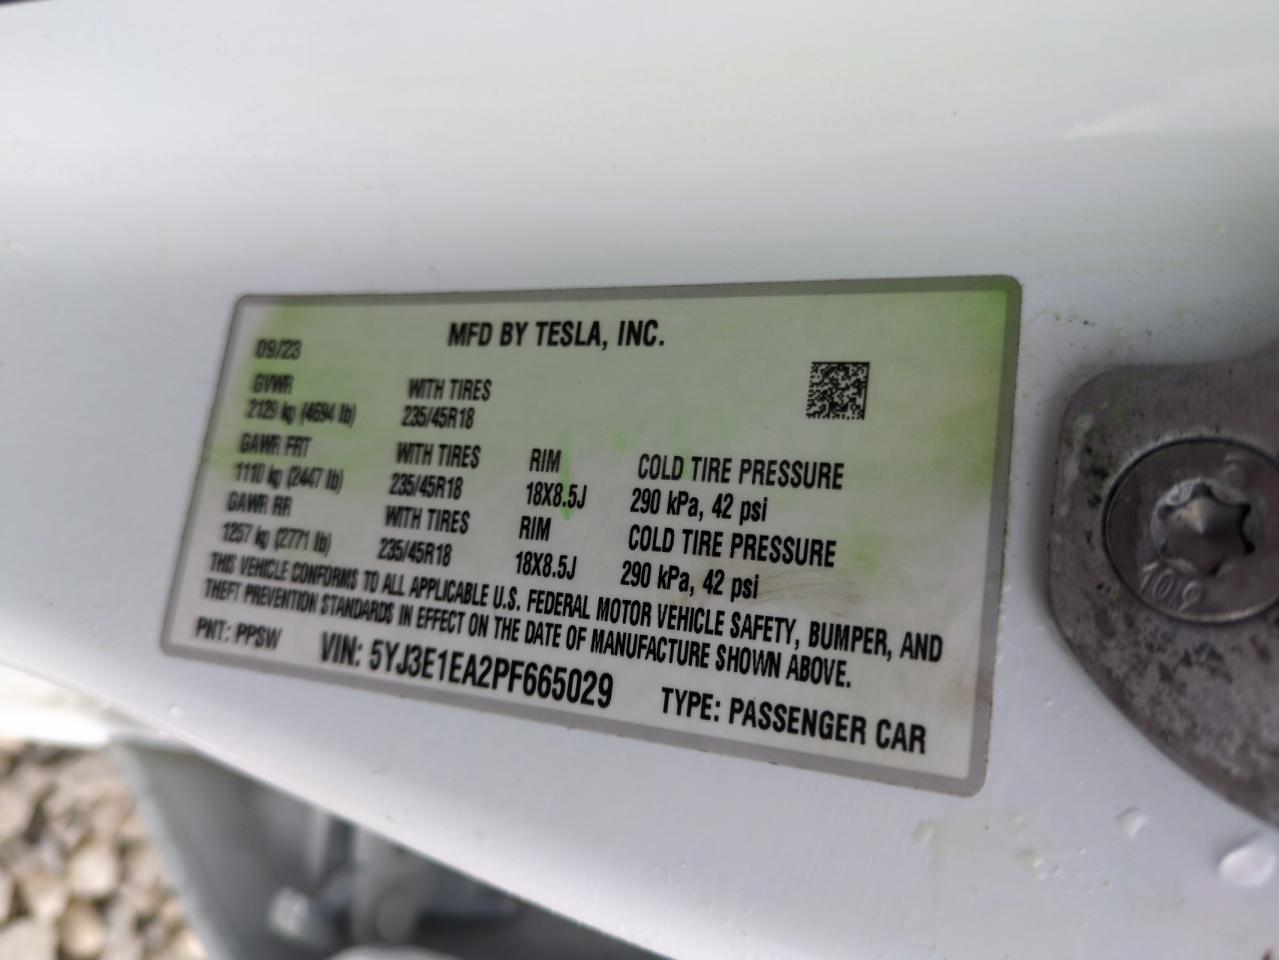 MFD BY TESLA, INC.
09/23
GVWR WITH TIRES
2129 kg (4694 lb) 235/45R18
GAWR FRT WITH TIRES RIM COLD TIRE PRESSURE
1110 kg (2447 lb) 235/45R18 18X8.5J 290 kPa, 42 psi
GAWR RR WITH TIRES RIM COLD TIRE PRESSURE
1257 kg (2771 lb) 235/45R18 18X8.5J 290 kPa, 42 psi
THIS VEHICLE CONFORMS TO ALL APPLICABLE U.S. FEDERAL MOTOR VEHICLE SAFETY, BUMPER, AND
THEFT PREVENTION STANDARDS IN EFFECT ON THE DATE OF MANUFACTURE SHOWN ABOVE.
PNT: PPSW VIN: 5YJ3E1EA2PF665029 TYPE: PASSENGER CAR